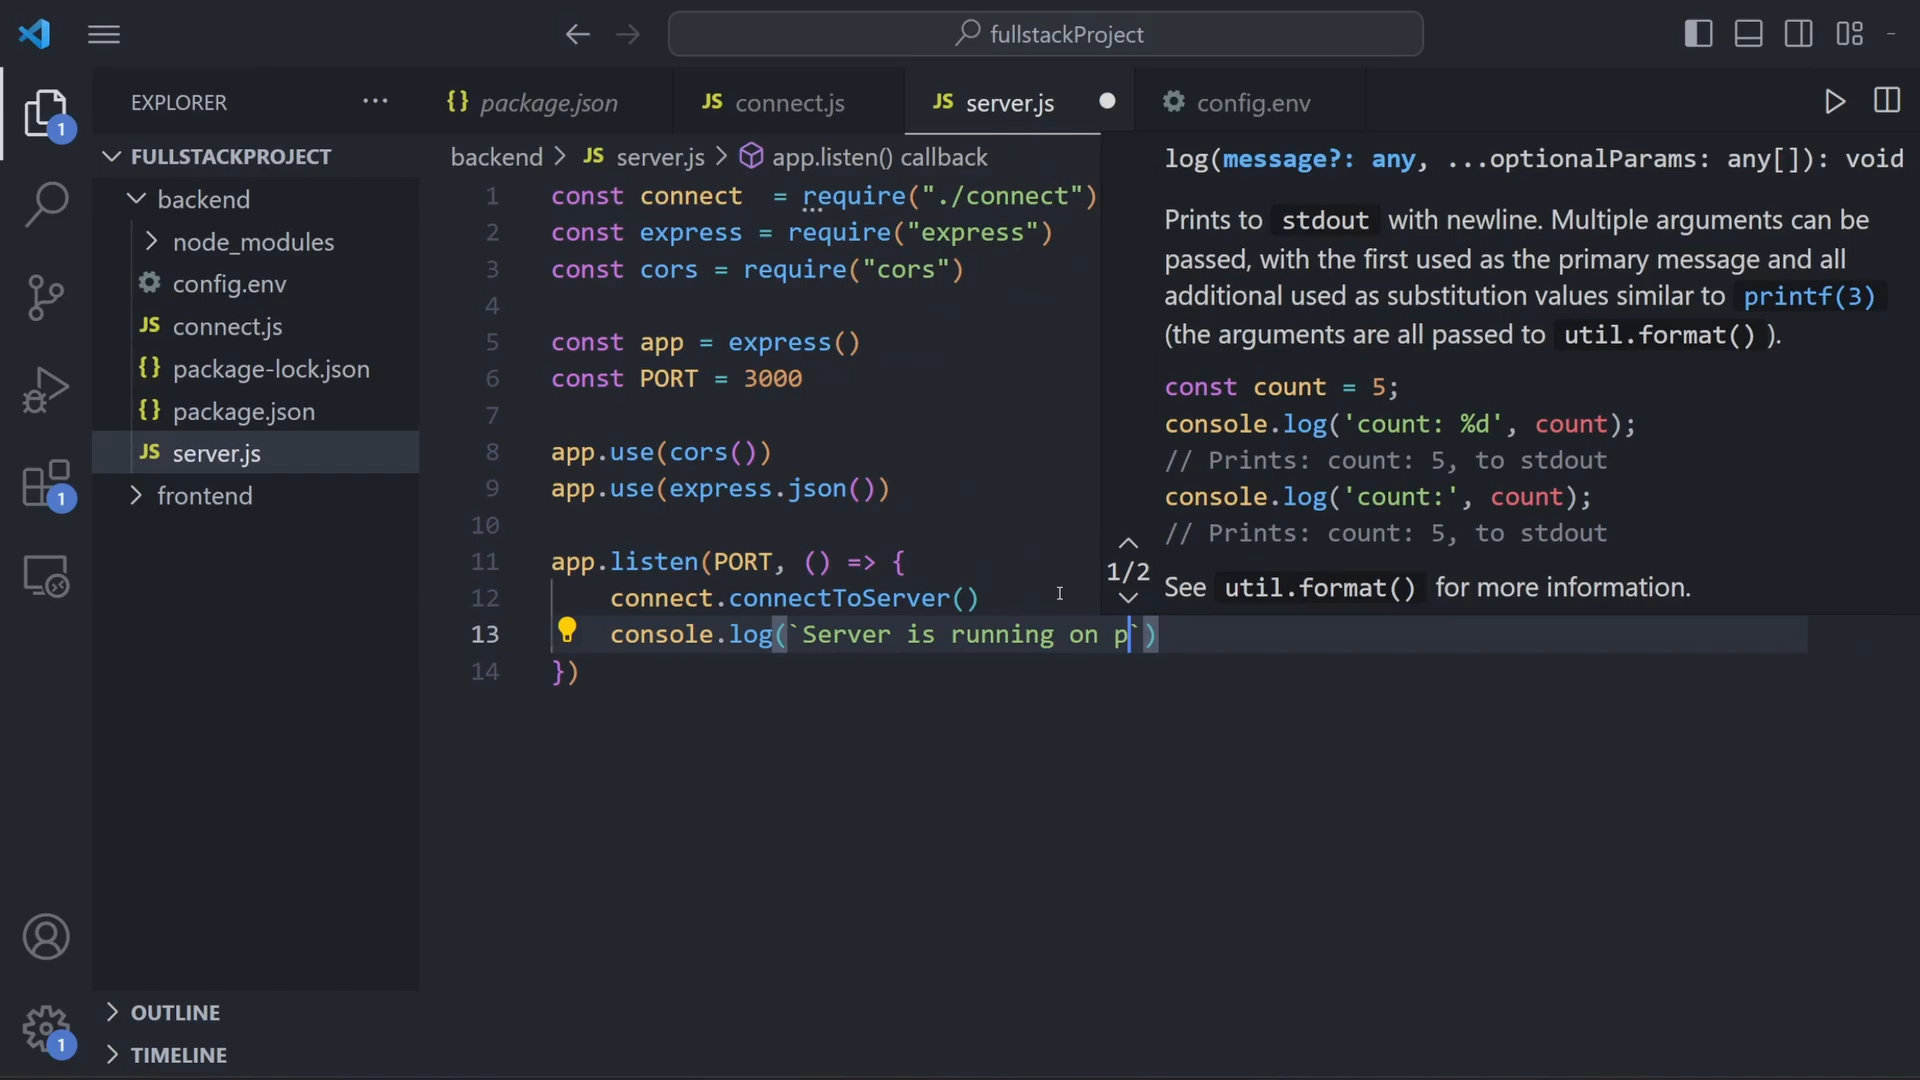 fullstackProject
EXPLORER ...
{} package.json
JS connect.js
JS server.js
config.env
FULLSTACKPROJECT
backend
node_modules
config.env
JS connect.js
{} package-lock.json
{} package.json
JS server.js
frontend
OUTLINE
TIMELINE
1
1
1
backend > JS server.js > app.listen() callback
1 const connect  = require("./connect")
2 const express = require("express")
3 const cors = require("cors")
4
5 const app = express()
6 const PORT = 3000
7
8 app.use(cors())
9 app.use(express.json())
10
11 app.listen(PORT, () => {
12 connect.connectToServer()
13 console.log(`Server is running on p`)
14 })
log(message?: any, ...optionalParams: any[]): void
Prints to stdout with newline. Multiple arguments can be
passed, with the first used as the primary message and all
additional used as substitution values similar to printf(3)
(the arguments are all passed to util.format() ).
const count = 5;
console.log('count: %d', count);
// Prints: count: 5, to stdout
console.log('count:', count);
// Prints: count: 5, to stdout
1/2
See util.format() for more information.